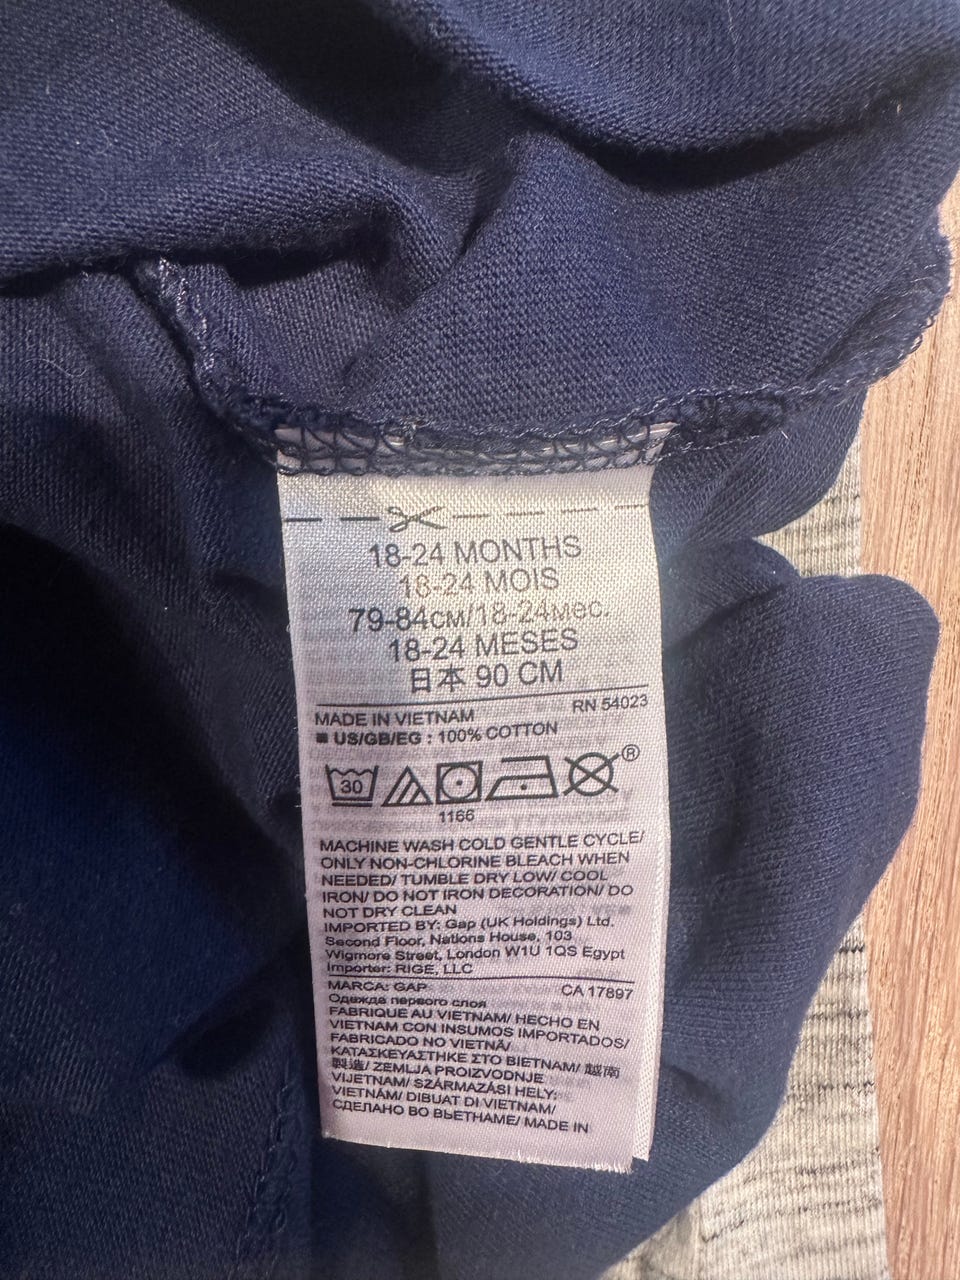 18-24 MONTHS
18-24 MOIS
79-84см/18-24мес.
18-24 MESES
日本 90 CM
RN 54023
MADE IN VIETNAM
■ US/GB/EG : 100% COTTON
30
®
1166
MACHINE WASH COLD GENTLE CYCLE/
ONLY NON-CHLORINE BLEACH WHEN
NEEDED/ TUMBLE DRY LOW/ COOL
IRON/ DO NOT IRON DECORATION/ DO
NOT DRY CLEAN
IMPORTED BY: Gap (UK Holdings) Ltd.
Second Floor, Nations House, 103
Wigmore Street, London W1U 1QS Egypt
Importer: RIGE, LLC
MARCA: GAP CA 17897
Одежда первого слоя
FABRIQUÉ AU VIETNAM/ HECHO EN
VIETNAM CON INSUMOS IMPORTADOS/
FABRICADO NO VIETNÃ/
ΚΑΤΑΣΚΕΥΑΣΤΗΚΕ ΣΤΟ ΒΙΕΤΝΑΜ/ 越南
製造/ ZEMLJA PROIZVODNJE
VIJETNAM/ SZÁRMAZÁSI HELY:
VIETNÁM/ DIBUAT DI VIETNAM/
СДЕЛАНО ВО ВЬЕТНАМЕ/ MADE IN